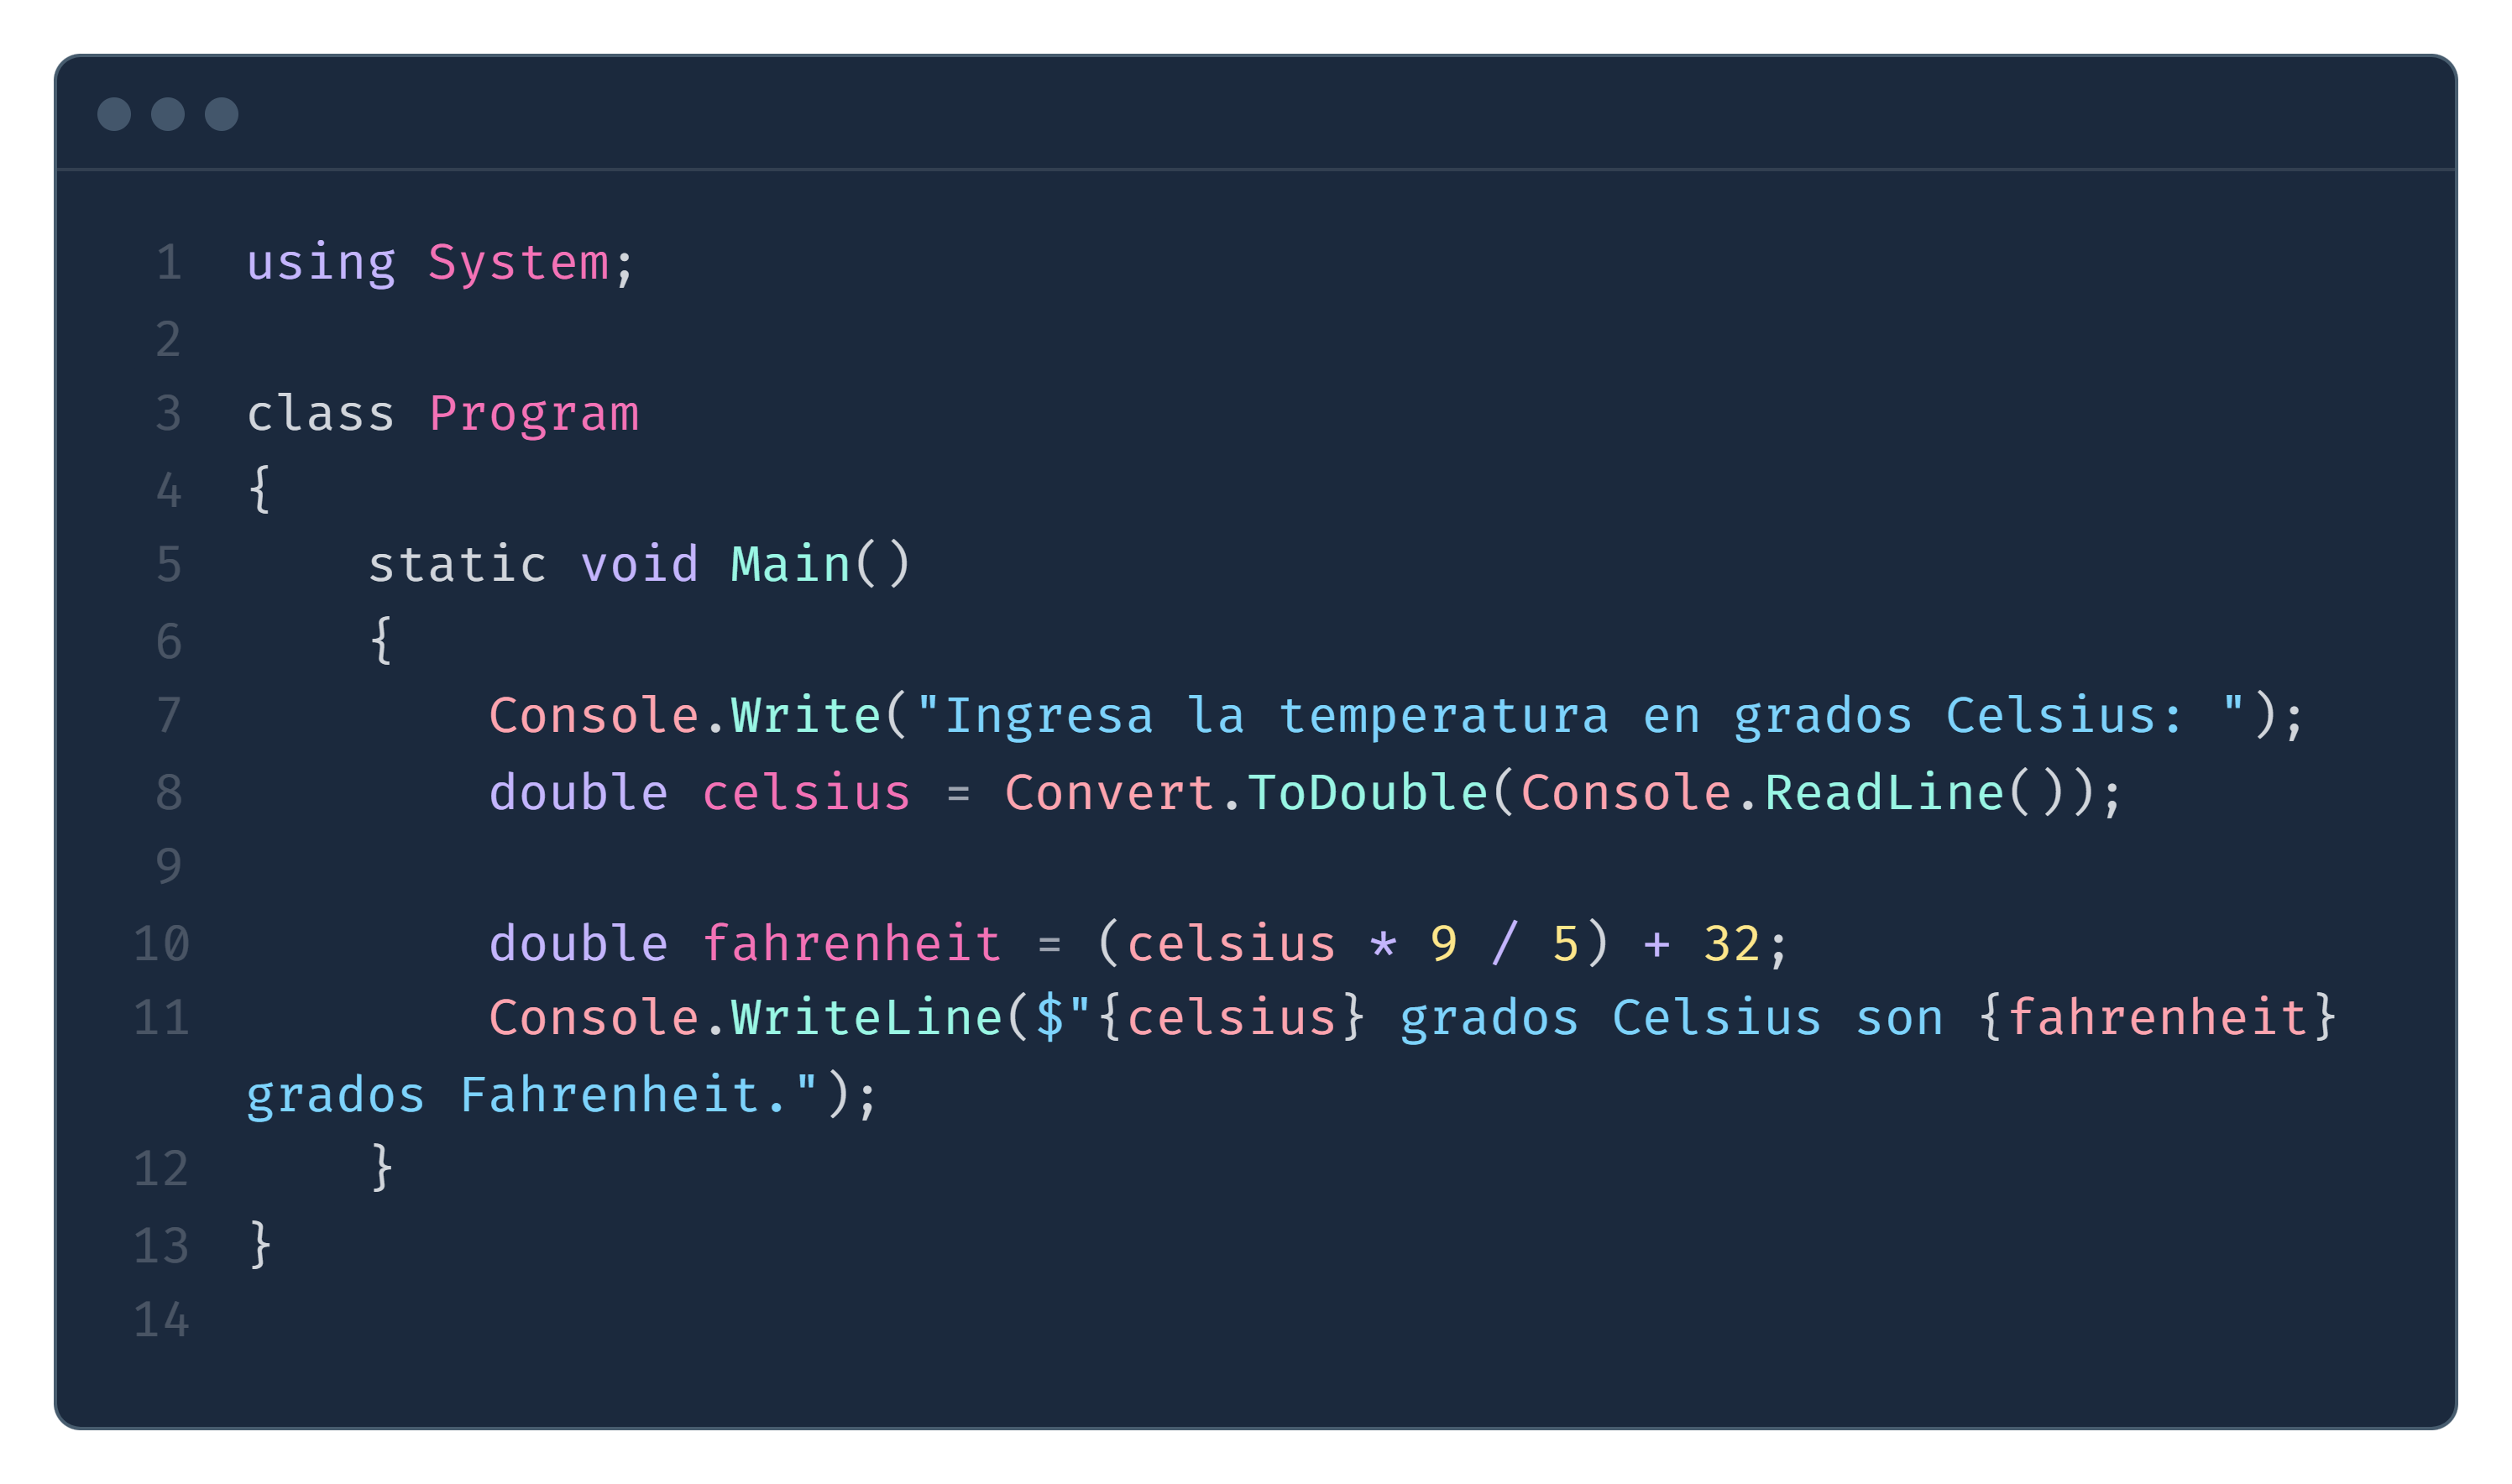 1 using System;
2
3 class Program
4 {
5     static void Main()
6     {
7         Console.Write("Ingresa la temperatura en grados Celsius: ");
8         double celsius = Convert.ToDouble(Console.ReadLine());
9
10         double fahrenheit = (celsius * 9 / 5) + 32;
11         Console.WriteLine($"{celsius} grados Celsius son {fahrenheit}
grados Fahrenheit.");
12     }
13 }
14